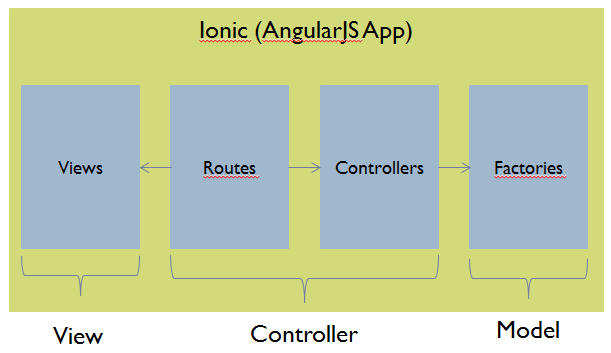 Ionic (AngularJS App)
Views
Routes
Controllers
Factories
View
Controller
Model